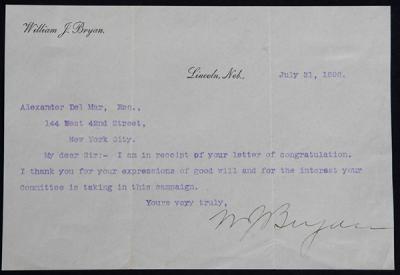 William J. Bryan.
Lincoln, Neb., July 31, 1896.
Alexander Del Mar, Esq.,
144 West 42nd Street,
New York City.
My dear Sir:- I am in receipt of your letter of congratulation.
I thank you for your expressions of good will and for the interest your
Committee is taking in this campaign.
Yours very truly,
W J Bryan